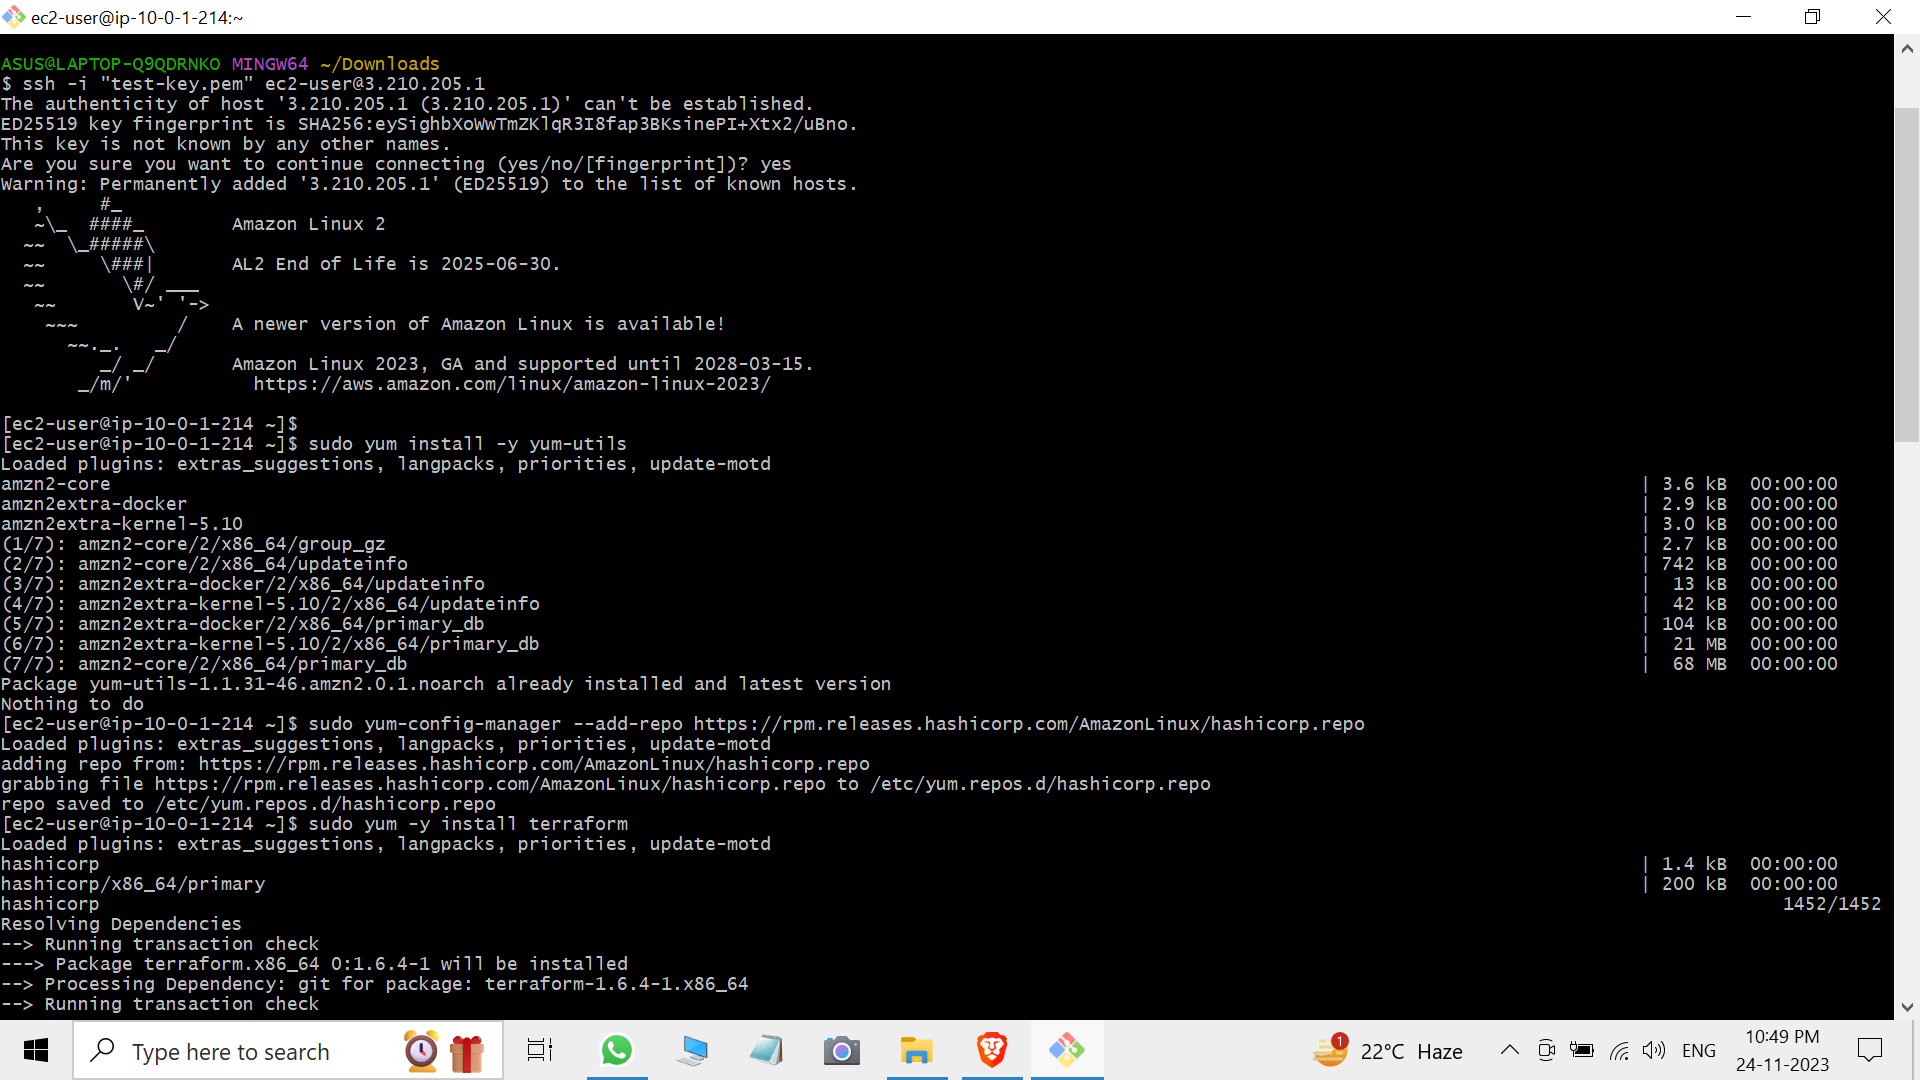 ec2-user@ip-10-0-1-214:~
ASUS@LAPTOP-Q9QDRNKO MINGW64 ~/Downloads
$ ssh -i "test-key.pem" ec2-user@3.210.205.1
The authenticity of host '3.210.205.1 (3.210.205.1)' can't be established.
ED25519 key fingerprint is SHA256:eySighbXoWwTmZKlqR3I8fap3BKsinePI+Xtx2/uBno.
This key is not known by any other names.
Are you sure you want to continue connecting (yes/no/[fingerprint])? yes
Warning: Permanently added '3.210.205.1' (ED25519) to the list of known hosts.
   ,     #_
   ~\_  ####_        Amazon Linux 2
  ~~  \_#####\
  ~~     \###|       AL2 End of Life is 2025-06-30.
  ~~       \#/ ___
   ~~       V~' '->
    ~~~         /    A newer version of Amazon Linux is available!
      ~~._.   _/
         _/ _/       Amazon Linux 2023, GA and supported until 2028-03-15.
       _/m/'           https://aws.amazon.com/linux/amazon-linux-2023/
[ec2-user@ip-10-0-1-214 ~]$
[ec2-user@ip-10-0-1-214 ~]$ sudo yum install -y yum-utils
Loaded plugins: extras_suggestions, langpacks, priorities, update-motd
amzn2-core | 3.6 kB 00:00:00
amzn2extra-docker | 2.9 kB 00:00:00
amzn2extra-kernel-5.10 | 3.0 kB 00:00:00
(1/7): amzn2-core/2/x86_64/group_gz | 2.7 kB 00:00:00
(2/7): amzn2-core/2/x86_64/updateinfo | 742 kB 00:00:00
(3/7): amzn2extra-docker/2/x86_64/updateinfo | 13 kB 00:00:00
(4/7): amzn2extra-kernel-5.10/2/x86_64/updateinfo | 42 kB 00:00:00
(5/7): amzn2extra-docker/2/x86_64/primary_db | 104 kB 00:00:00
(6/7): amzn2extra-kernel-5.10/2/x86_64/primary_db | 21 MB 00:00:00
(7/7): amzn2-core/2/x86_64/primary_db | 68 MB 00:00:00
Package yum-utils-1.1.31-46.amzn2.0.1.noarch already installed and latest version
Nothing to do
[ec2-user@ip-10-0-1-214 ~]$ sudo yum-config-manager --add-repo https://rpm.releases.hashicorp.com/AmazonLinux/hashicorp.repo
Loaded plugins: extras_suggestions, langpacks, priorities, update-motd
adding repo from: https://rpm.releases.hashicorp.com/AmazonLinux/hashicorp.repo
grabbing file https://rpm.releases.hashicorp.com/AmazonLinux/hashicorp.repo to /etc/yum.repos.d/hashicorp.repo
repo saved to /etc/yum.repos.d/hashicorp.repo
[ec2-user@ip-10-0-1-214 ~]$ sudo yum -y install terraform
Loaded plugins: extras_suggestions, langpacks, priorities, update-motd
hashicorp | 1.4 kB 00:00:00
hashicorp/x86_64/primary | 200 kB 00:00:00
hashicorp 1452/1452
Resolving Dependencies
--> Running transaction check
---> Package terraform.x86_64 0:1.6.4-1 will be installed
--> Processing Dependency: git for package: terraform-1.6.4-1.x86_64
--> Running transaction check
Type here to search
1
22°C Haze
ENG
10:49 PM
24-11-2023